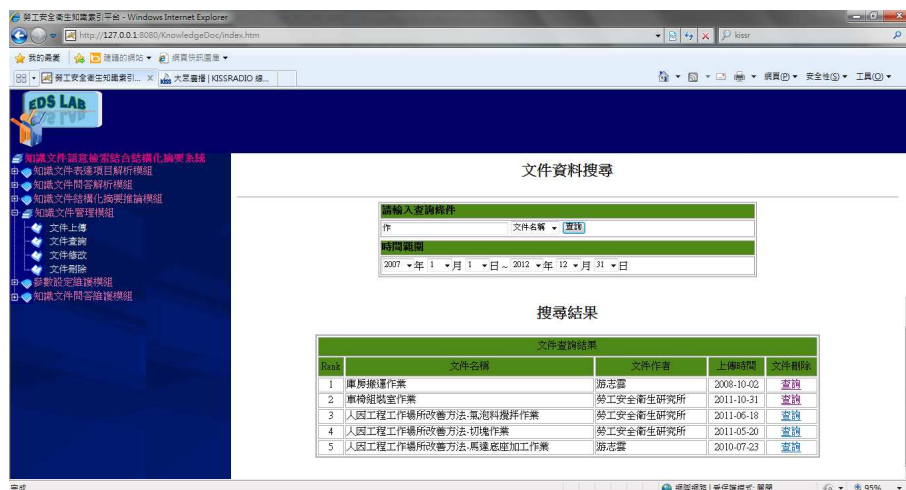 勞工安全衛生知識索引平台 - Windows Internet Explorer
http://127.0.0.1:8080/KnowledgeDoc/index.htm
kissr
我的最愛 建議的網站 網頁快訊圖庫
勞工安全衛生知識索引... 大眾廣播 | KISSRADIO 線... 網頁(P) 安全性(S) 工具(O)
EDS LAB
知識文件語意檢索結合結構化摘要系統
知識文件表達項目解析模組
知識文件問答解析模組
知識文件結構化摘要推論模組
知識文件管理模組
文件上傳
文件查詢
文件修改
文件刪除
參數設定維護模組
知識文件問答維護模組
文件資料搜尋
請輸入查詢條件
作 文件名稱 查詢
時間範圍
2007 年 1 月 1 日 ~ 2012 年 12 月 31 日
搜尋結果
文件查詢結果
Rank 文件名稱 文件作者 上傳時間 文件刪除
1 庫房搬運作業 游志雲 2008-10-02 查詢
2 車椅組裝室作業 勞工安全衛生研究所 2011-10-31 查詢
3 人因工程工作場所改善方法-氣泡料攪拌作業 勞工安全衛生研究所 2011-06-18 查詢
4 人因工程工作場所改善方法-切塊作業 勞工安全衛生研究所 2011-05-20 查詢
5 人因工程工作場所改善方法-馬達底座加工作業 游志雲 2010-07-23 查詢
完成 網際網路 | 受保護模式: 關閉 95%